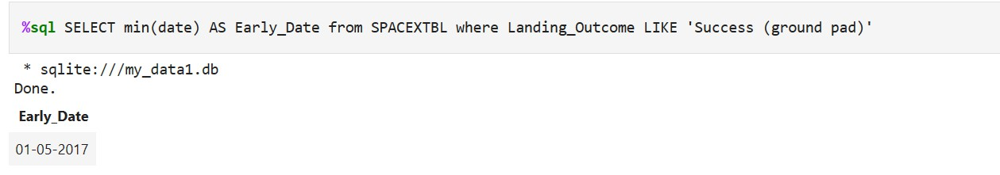 %sql SELECT min(date) AS Early_Date from SPACEXTBL where Landing_Outcome LIKE 'Success (ground pad)'
* sqlite:///my_data1.db
Done.
Early_Date
01-05-2017